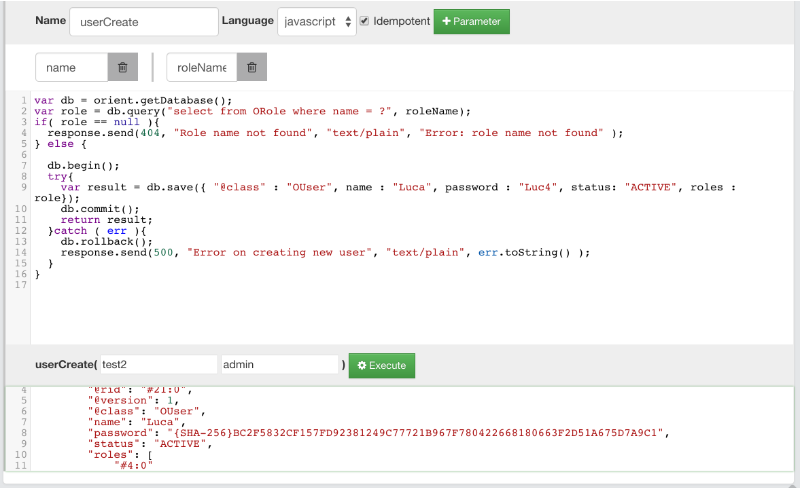 Name userCreate Language javascript Idempotent + Parameter
name roleName
1 var db = orient.getDatabase();
2 var role = db.query("select from ORole where name = ?", roleName);
3 if( role == null ){
4 response.send(404, "Role name not found", "text/plain", "Error: role name not found" );
5 } else {
6
7 db.begin();
8 try{
9 var result = db.save({ "@class" : "OUser", name : "Luca", password : "Luc4", status: "ACTIVE", roles :
role});
10 db.commit();
11 return result;
12 }catch ( err ){
13 db.rollback();
14 response.send(500, "Error on creating new user", "text/plain", err.toString() );
15 }
16 }
17
userCreate( test2 admin ) Execute
4 "@rid": "#21:0",
5 "@version": 1,
6 "@class": "OUser",
7 "name": "Luca",
8 "password": "{SHA-256}BC2F5832CF157FD92381249C77721B967F780422668180663F2D51A675D7A9C1",
9 "status": "ACTIVE",
10 "roles": [
11 "#4:0"